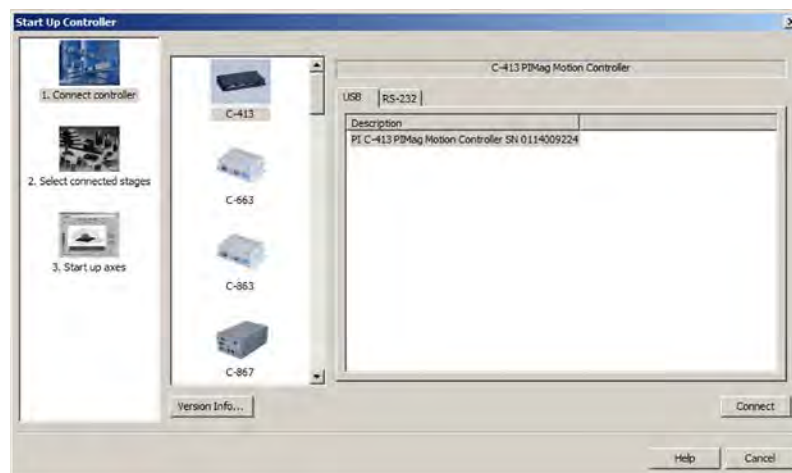 Start Up Controller
1. Connect controller
2. Select connected stages
3. Start up axes
C-413
C-663
C-863
C-867
Version Info...
C-413 PIMag Motion Controller
USB
RS-232
Description
PI C-413 PIMag Motion Controller SN 0114009224
Connect
Help
Cancel